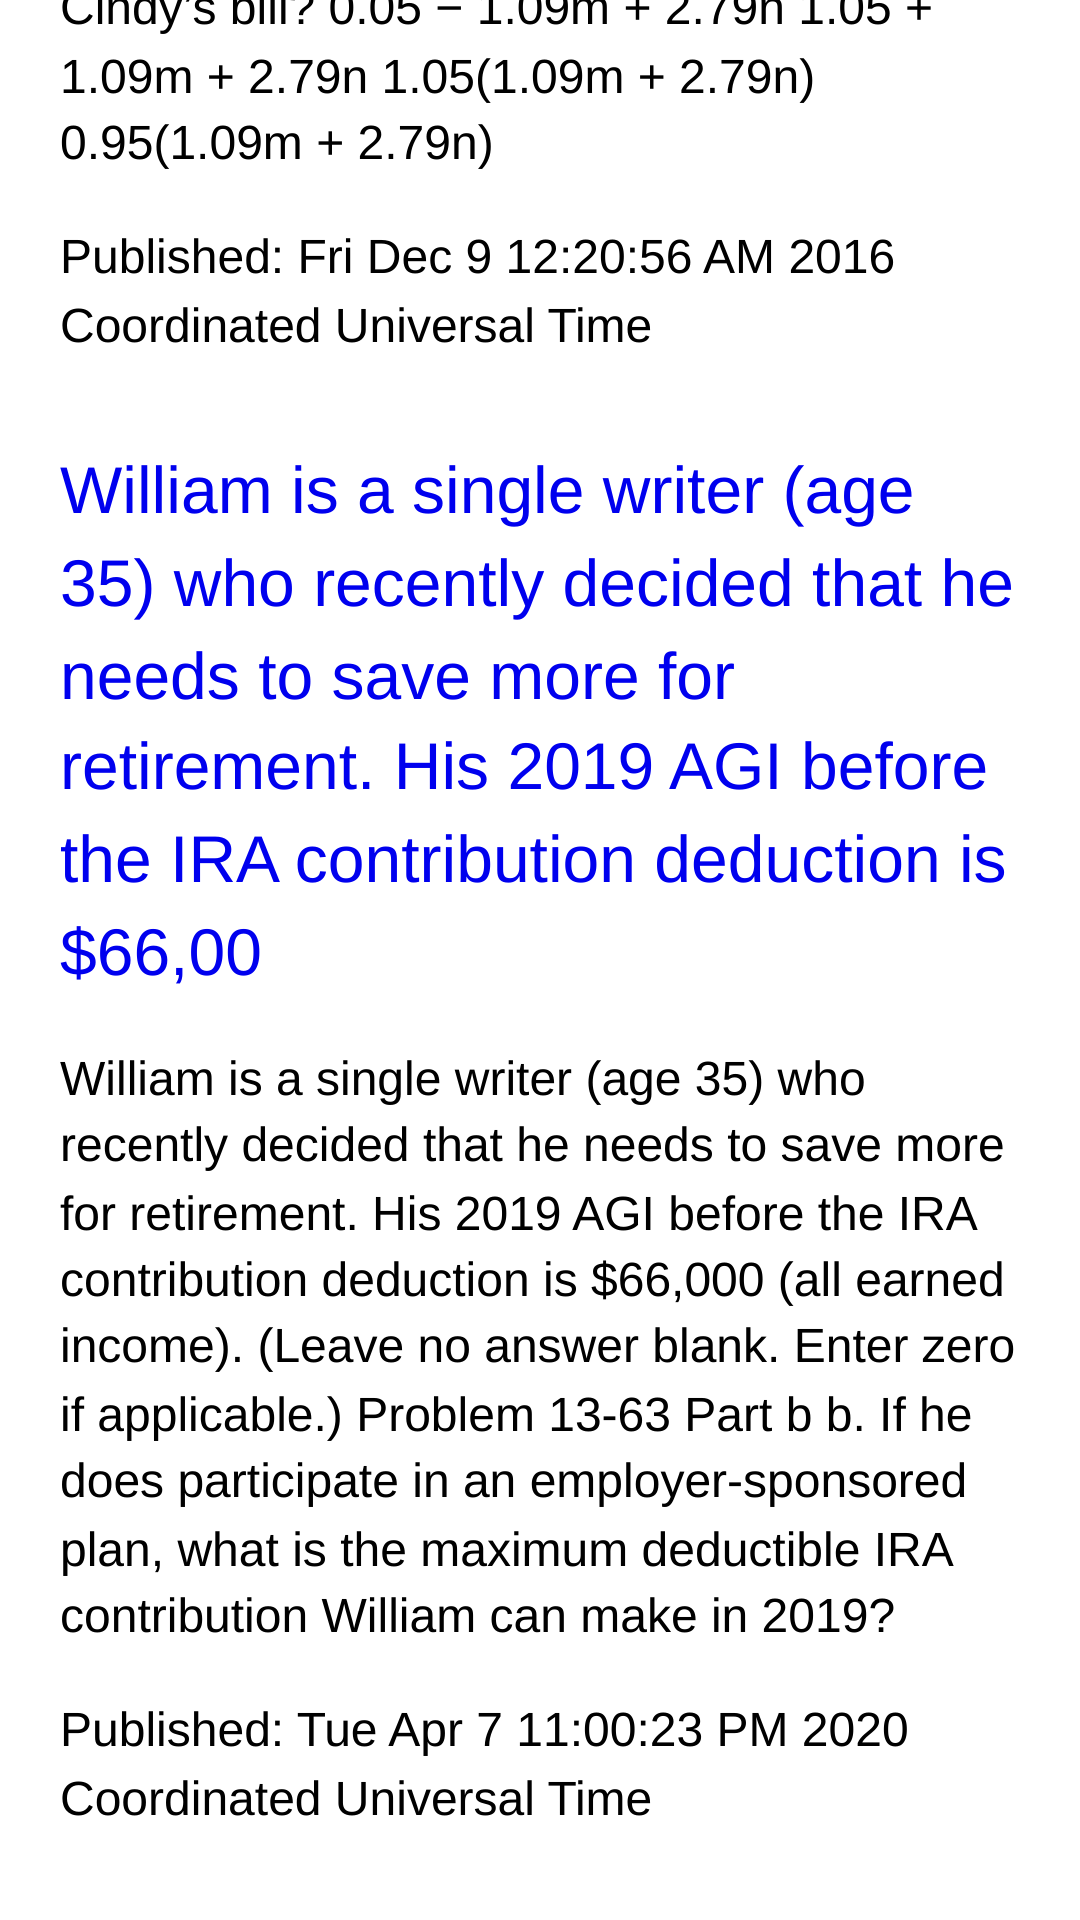 Cindy's bill? 0.05 − 1.09m + 2.79n 1.05 +
1.09m + 2.79n 1.05(1.09m + 2.79n)
0.95(1.09m + 2.79n)
Published: Fri Dec 9 12:20:56 AM 2016
Coordinated Universal Time
William is a single writer (age
35) who recently decided that he
needs to save more for
retirement. His 2019 AGI before
the IRA contribution deduction is
$66,00
William is a single writer (age 35) who
recently decided that he needs to save more
for retirement. His 2019 AGI before the IRA
contribution deduction is $66,000 (all earned
income). (Leave no answer blank. Enter zero
if applicable.) Problem 13-63 Part b b. If he
does participate in an employer-sponsored
plan, what is the maximum deductible IRA
contribution William can make in 2019?
Published: Tue Apr 7 11:00:23 PM 2020
Coordinated Universal Time